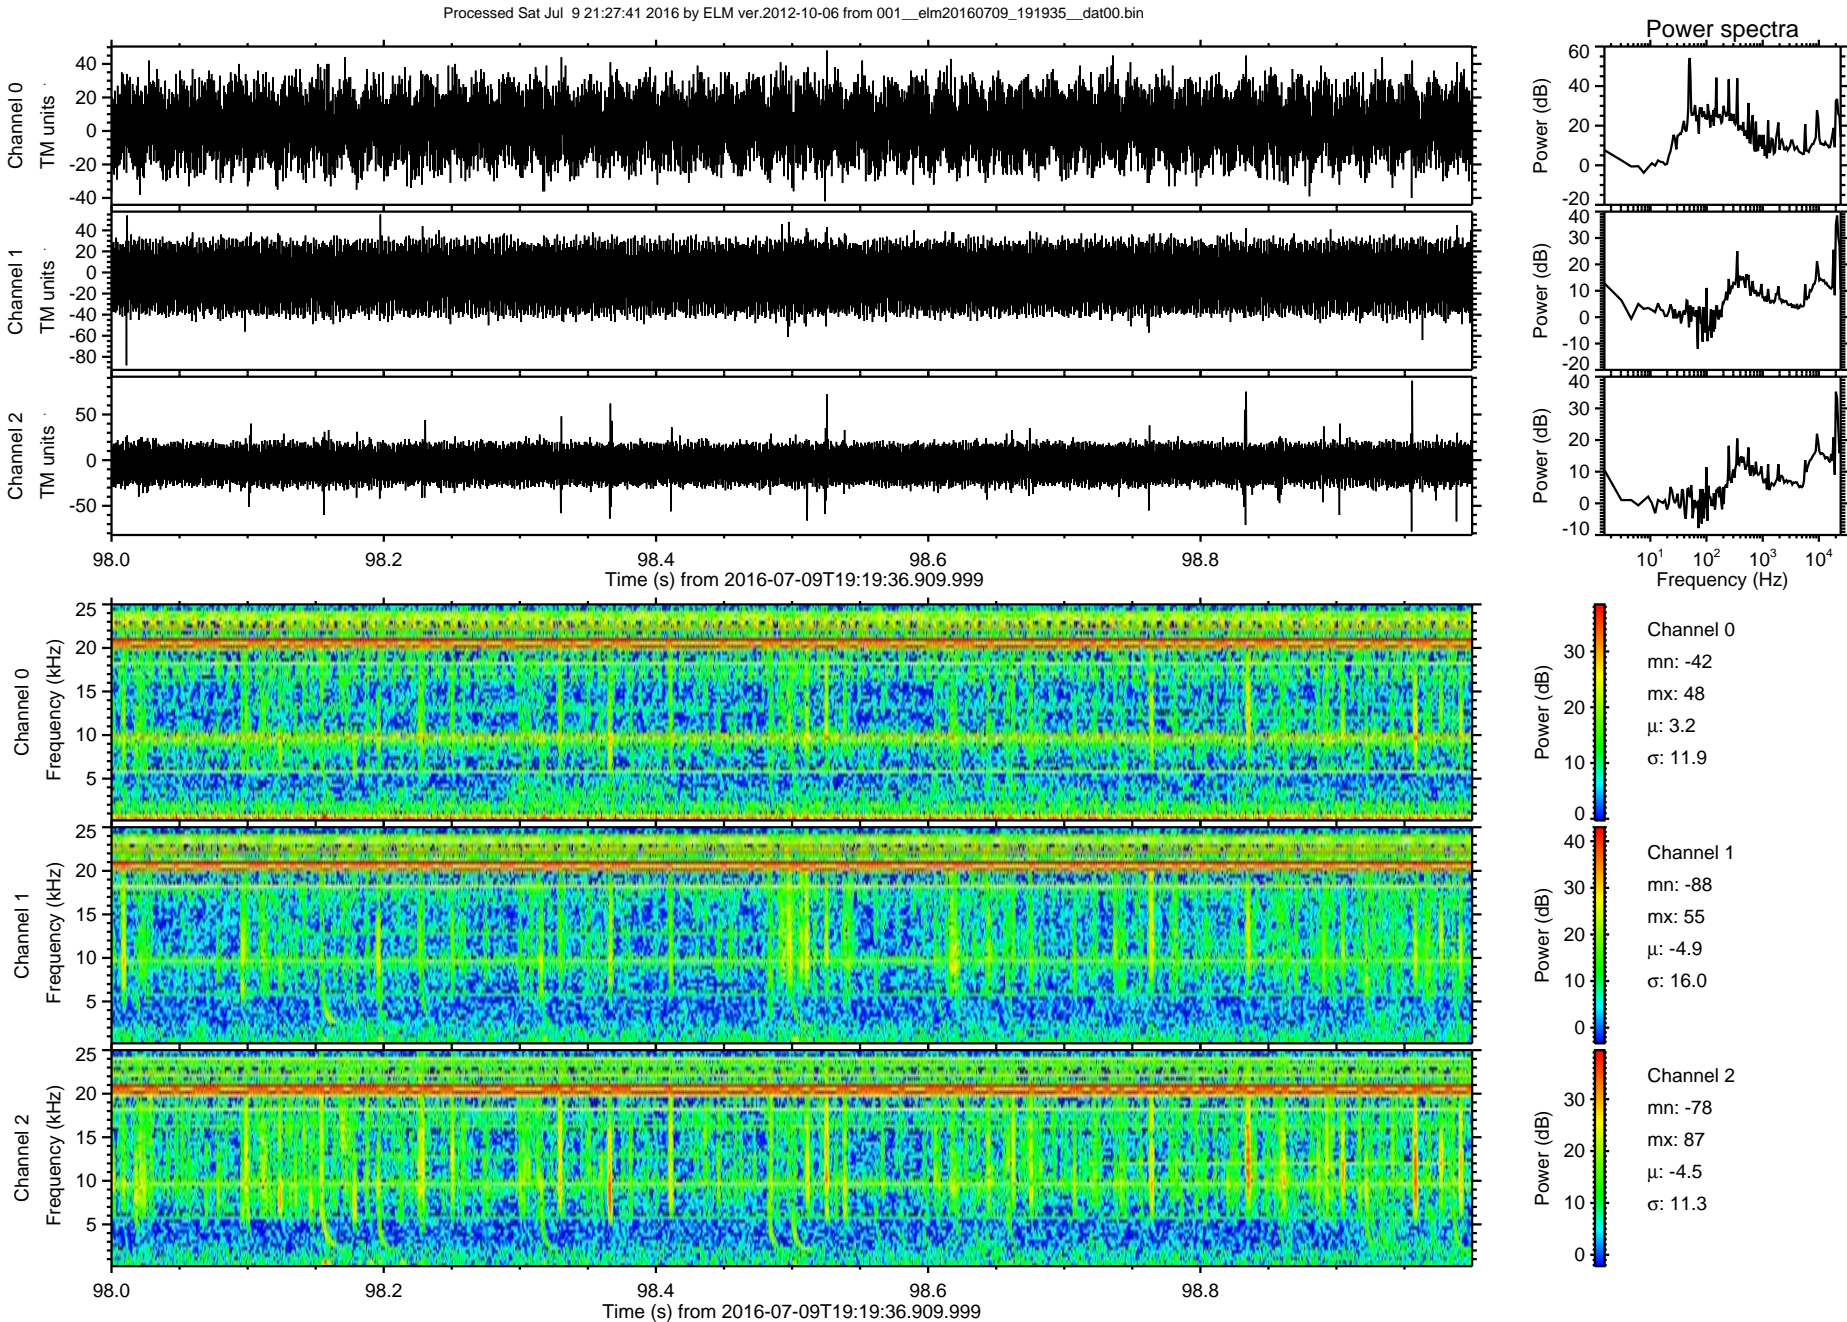 Processed Sat Jul  9 21:27:41 2016 by ELM ver.2012-10-06 from 001__elm20160709_191935__dat00.bin
Power spectra
Channel 0
TM units
40
20
0
-20
-40
Power (dB)
60
40
20
0
-20
Channel 1
TM units
40
20
0
-20
-40
-60
-80
Power (dB)
40
30
20
10
0
-10
-20
Channel 2
TM units
50
0
-50
Power (dB)
40
30
20
10
0
-10
98.0 98.2 98.4 98.6 98.8
Time (s) from 2016-07-09T19:19:36.909.999
10^1 10^2 10^3 10^4
Frequency (Hz)
Channel 0
Frequency (kHz)
25
20
15
10
5
Power (dB)
30
20
10
0
Channel 0
mn: -42
mx: 48
μ: 3.2
σ: 11.9
Channel 1
Frequency (kHz)
25
20
15
10
5
Power (dB)
40
30
20
10
0
Channel 1
mn: -88
mx: 55
μ: -4.9
σ: 16.0
Channel 2
Frequency (kHz)
25
20
15
10
5
Power (dB)
30
20
10
0
Channel 2
mn: -78
mx: 87
μ: -4.5
σ: 11.3
98.0 98.2 98.4 98.6 98.8
Time (s) from 2016-07-09T19:19:36.909.999